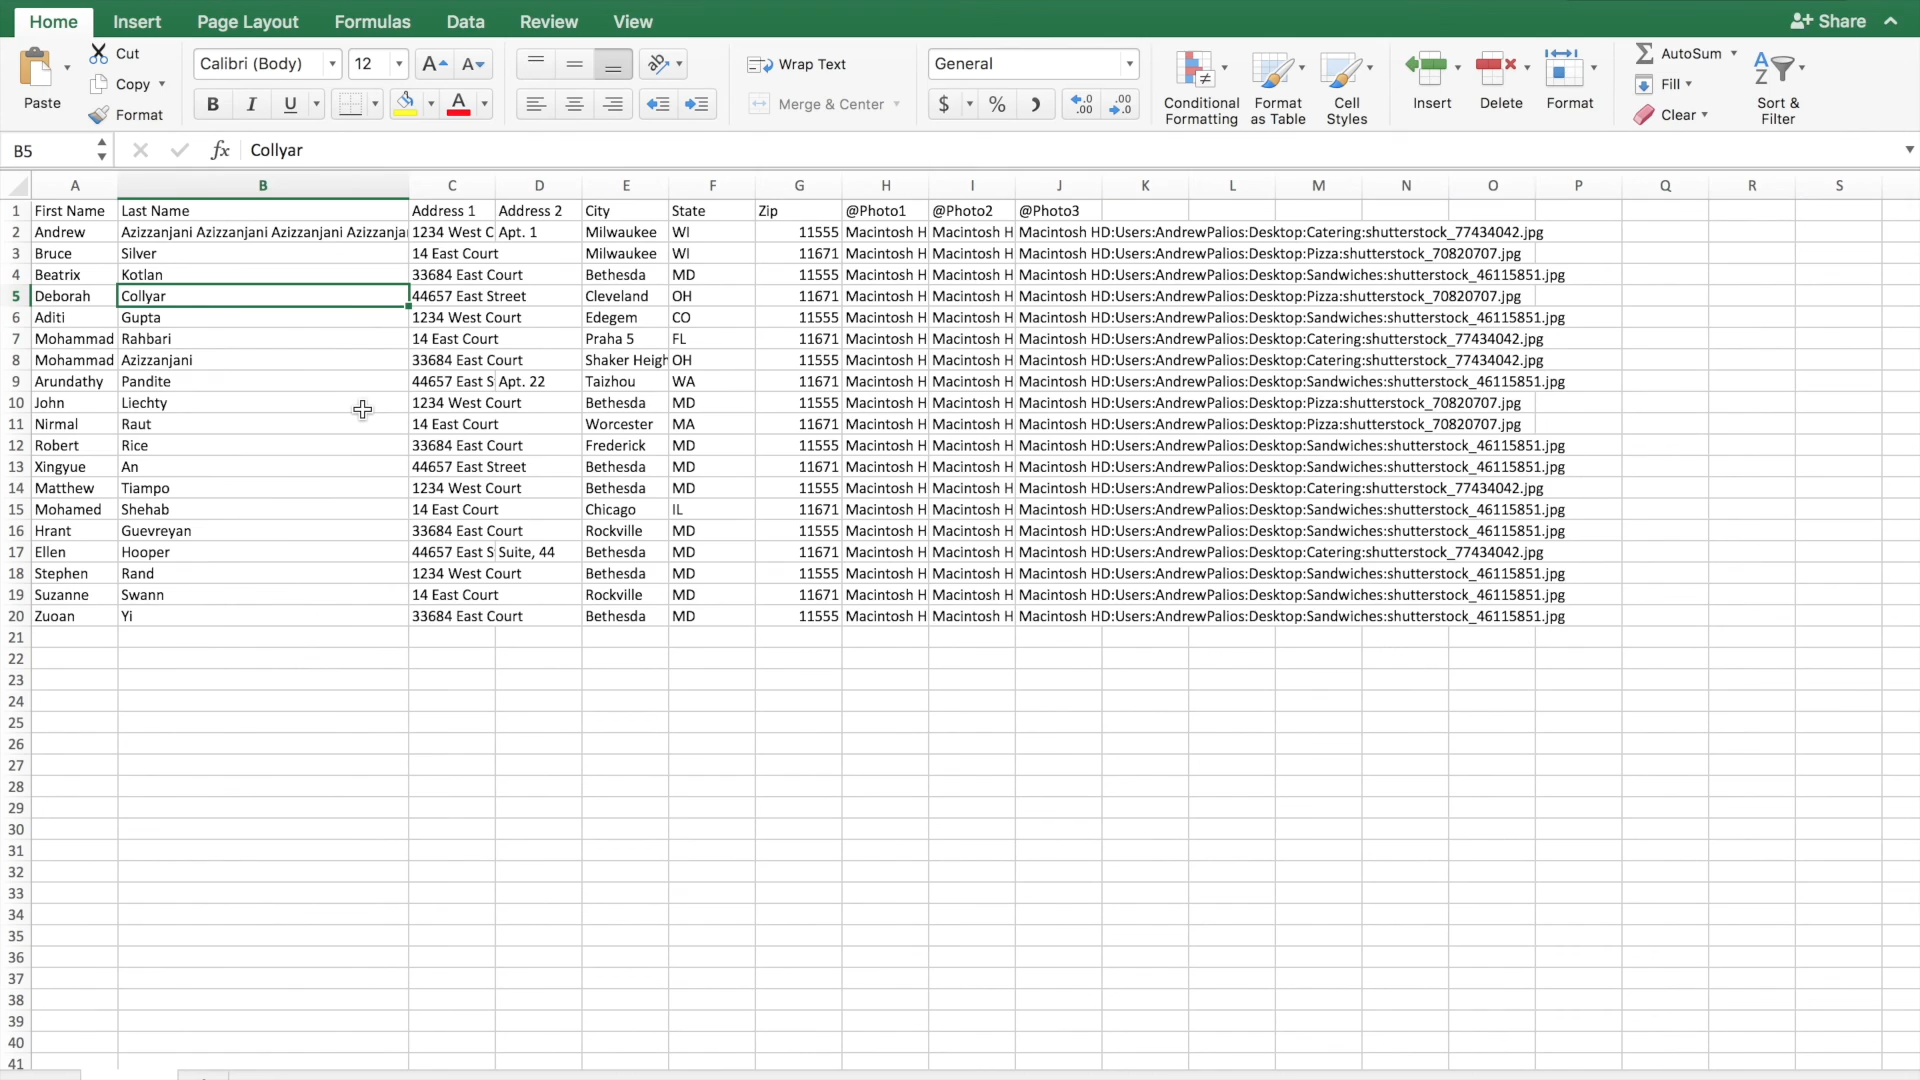 Home Insert Page Layout Formulas Data Review View Share
Cut
Copy
Format
Paste
Calibri (Body) 12
A A
B I U A
Wrap Text
Merge & Center
General
$ %
.0 .00
.00 .0
Conditional Formatting
Format as Table
Cell Styles
Insert
Delete
Format
AutoSum
Fill
Clear
Sort & Filter
B5 fx Collyar
A B C D E F G H I J K L M N O P Q R S
1 First Name Last Name Address 1 Address 2 City State Zip @Photo1 @Photo2 @Photo3
2 Andrew Azizzanjani Azizzanjani Azizzanjani Azizzanja 1234 West C Apt. 1 Milwaukee WI 11555 Macintosh H Macintosh H Macintosh HD:Users:AndrewPalios:Desktop:Catering:shutterstock_77434042.jpg
3 Bruce Silver 14 East Court Milwaukee WI 11671 Macintosh H Macintosh H Macintosh HD:Users:AndrewPalios:Desktop:Pizza:shutterstock_70820707.jpg
4 Beatrix Kotlan 33684 East Court Bethesda MD 11555 Macintosh H Macintosh H Macintosh HD:Users:AndrewPalios:Desktop:Sandwiches:shutterstock_46115851.jpg
5 Deborah Collyar 44657 East Street Cleveland OH 11671 Macintosh H Macintosh H Macintosh HD:Users:AndrewPalios:Desktop:Pizza:shutterstock_70820707.jpg
6 Aditi Gupta 1234 West Court Edegem CO 11555 Macintosh H Macintosh H Macintosh HD:Users:AndrewPalios:Desktop:Sandwiches:shutterstock_46115851.jpg
7 Mohammad Rahbari 14 East Court Praha 5 FL 11671 Macintosh H Macintosh H Macintosh HD:Users:AndrewPalios:Desktop:Catering:shutterstock_77434042.jpg
8 Mohammad Azizzanjani 33684 East Court Shaker Heigh OH 11555 Macintosh H Macintosh H Macintosh HD:Users:AndrewPalios:Desktop:Catering:shutterstock_77434042.jpg
9 Arundathy Pandite 44657 East S Apt. 22 Taizhou WA 11671 Macintosh H Macintosh H Macintosh HD:Users:AndrewPalios:Desktop:Sandwiches:shutterstock_46115851.jpg
10 John Liechty 1234 West Court Bethesda MD 11555 Macintosh H Macintosh H Macintosh HD:Users:AndrewPalios:Desktop:Pizza:shutterstock_70820707.jpg
11 Nirmal Raut 14 East Court Worcester MA 11671 Macintosh H Macintosh H Macintosh HD:Users:AndrewPalios:Desktop:Pizza:shutterstock_70820707.jpg
12 Robert Rice 33684 East Court Frederick MD 11555 Macintosh H Macintosh H Macintosh HD:Users:AndrewPalios:Desktop:Sandwiches:shutterstock_46115851.jpg
13 Xingyue An 44657 East Street Bethesda MD 11671 Macintosh H Macintosh H Macintosh HD:Users:AndrewPalios:Desktop:Sandwiches:shutterstock_46115851.jpg
14 Matthew Tiampo 1234 West Court Bethesda MD 11555 Macintosh H Macintosh H Macintosh HD:Users:AndrewPalios:Desktop:Catering:shutterstock_77434042.jpg
15 Mohamed Shehab 14 East Court Chicago IL 11671 Macintosh H Macintosh H Macintosh HD:Users:AndrewPalios:Desktop:Sandwiches:shutterstock_46115851.jpg
16 Hrant Guevreyan 33684 East Court Rockville MD 11555 Macintosh H Macintosh H Macintosh HD:Users:AndrewPalios:Desktop:Sandwiches:shutterstock_46115851.jpg
17 Ellen Hooper 44657 East S Suite, 44 Bethesda MD 11671 Macintosh H Macintosh H Macintosh HD:Users:AndrewPalios:Desktop:Catering:shutterstock_77434042.jpg
18 Stephen Rand 1234 West Court Bethesda MD 11555 Macintosh H Macintosh H Macintosh HD:Users:AndrewPalios:Desktop:Sandwiches:shutterstock_46115851.jpg
19 Suzanne Swann 14 East Court Rockville MD 11671 Macintosh H Macintosh H Macintosh HD:Users:AndrewPalios:Desktop:Sandwiches:shutterstock_46115851.jpg
20 Zuoan Yi 33684 East Court Bethesda MD 11555 Macintosh H Macintosh H Macintosh HD:Users:AndrewPalios:Desktop:Sandwiches:shutterstock_46115851.jpg
21
22
23
24
25
26
27
28
29
30
31
32
33
34
35
36
37
38
39
40
41